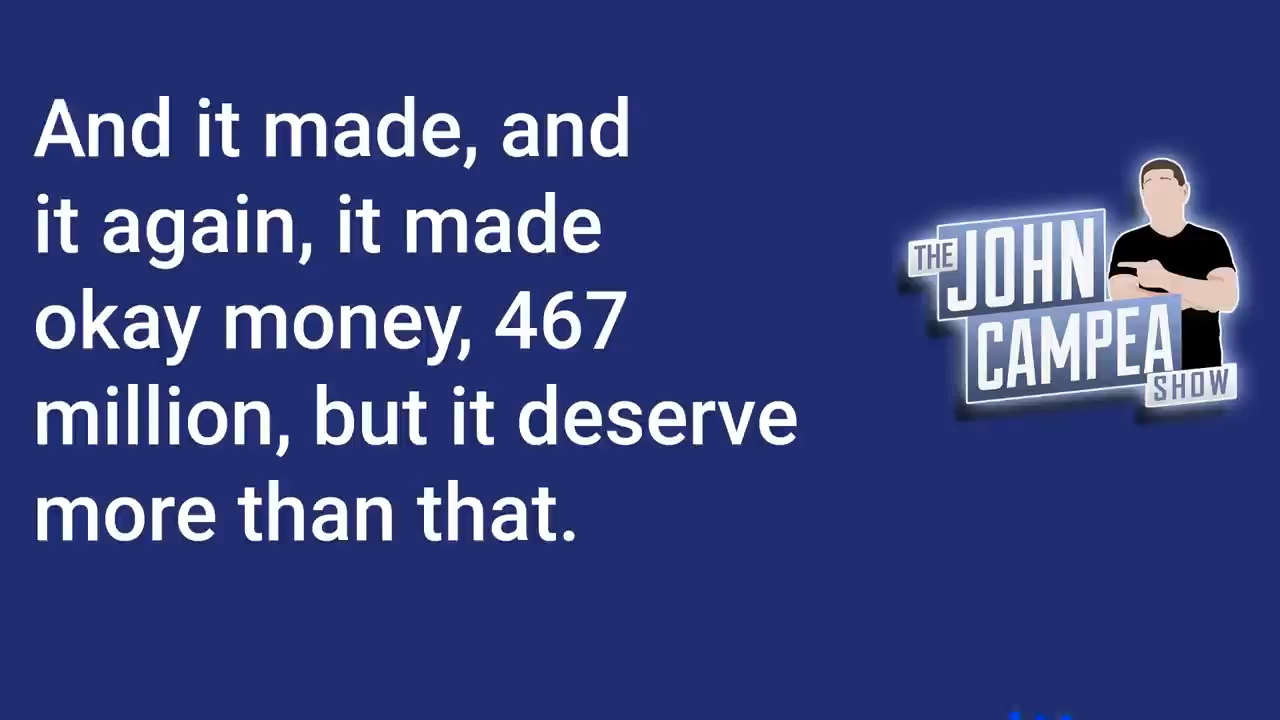 And it made, and
it again, it made
okay money, 467
million, but it deserve
more than that.
THE JOHN
CAMPEA
SHOW